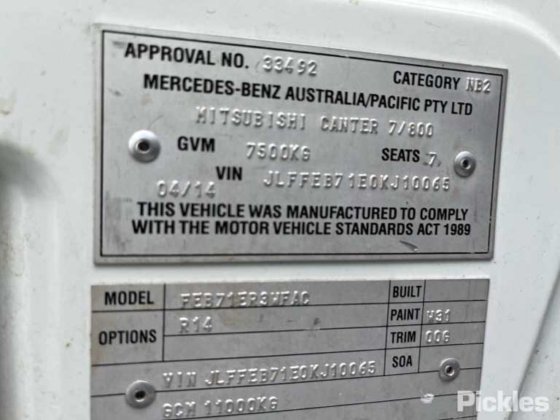 APPROVAL NO. 33492 CATEGORY NB2
MERCEDES-BENZ AUSTRALIA/PACIFIC PTY LTD
MITSUBISHI CANTER 7/800
GVM 7500KG SEATS 7
VIN JLFFEB71E0KJ10065
04/14
THIS VEHICLE WAS MANUFACTURED TO COMPLY
WITH THE MOTOR VEHICLE STANDARDS ACT 1989
MODEL FEB71ER3WFAC BUILT
OPTIONS R14 PAINT W31
TRIM 00G
SOA
VIN JLFFEB71E0KJ10065
GCM 11000KG
Pickles